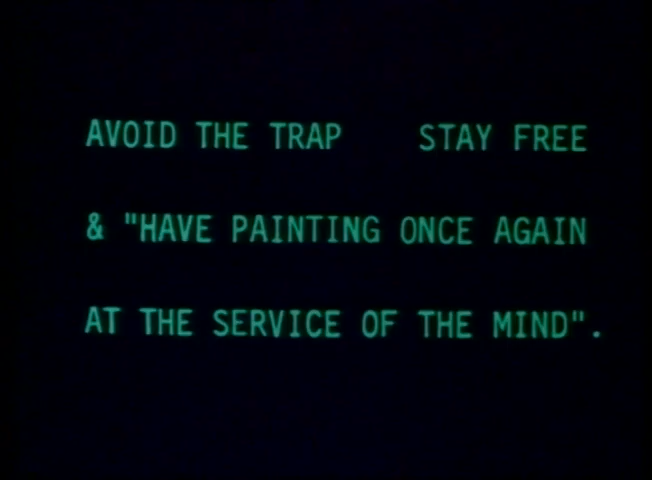 AVOID THE TRAP    STAY FREE
& "HAVE PAINTING ONCE AGAIN
AT THE SERVICE OF THE MIND".